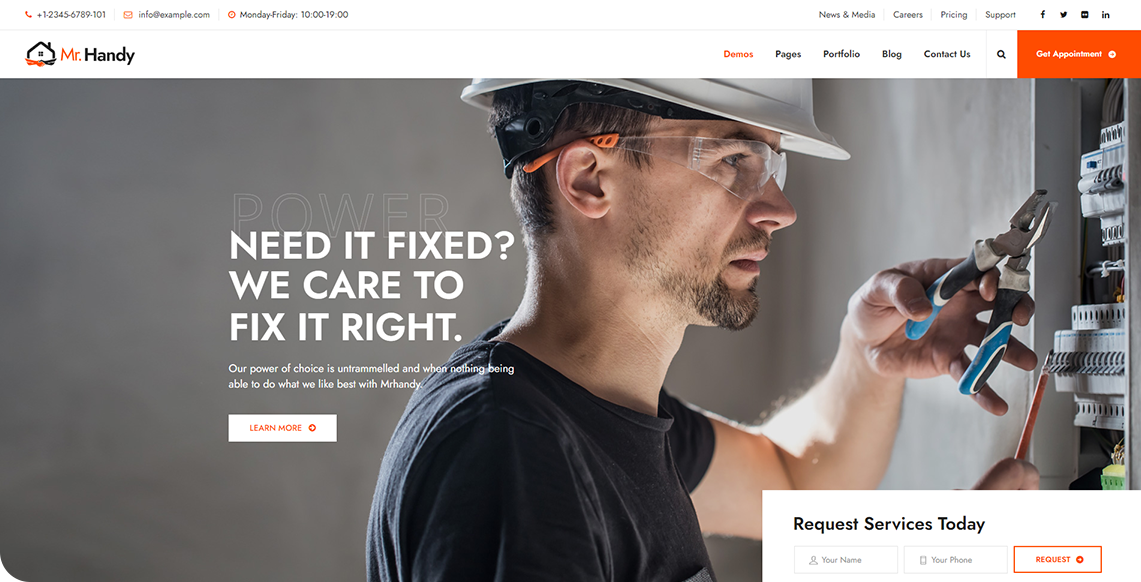 +1-2345-6789-101
info@example.com
Monday-Friday: 10:00-19:00
News & Media
Careers
Pricing
Support
Mr. Handy
Demos
Pages
Portfolio
Blog
Contact Us
Get Appointment
POWER
NEED IT FIXED?
WE CARE TO
FIX IT RIGHT.
Our power of choice is untrammelled and when nothing being
able to do what we like best with Mrhandy.
LEARN MORE
Request Services Today
Your Name
Your Phone
REQUEST